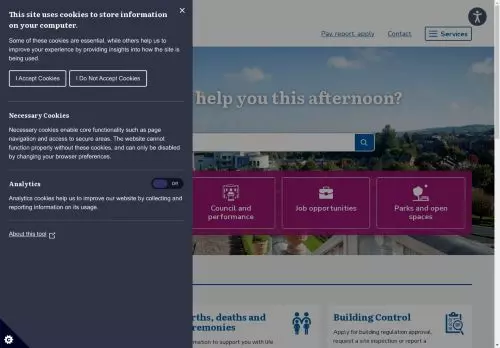 This site uses cookies to store information
on your computer.
Some of these cookies are essential, while others help us to
improve your experience by providing insights into how the site is
being used.
I Accept Cookies
I Do Not Accept Cookies
Necessary Cookies
Necessary cookies enable core functionality such as page
navigation and access to secure areas. The website cannot
function properly without these cookies, and can only be disabled
by changing your browser preferences.
Analytics
Off
Analytics cookies help us to improve our website by collecting and
reporting information on its usage.
About this tool
Pay, report, apply
Contact
Services
help you this afternoon?
Council and
performance
Job opportunities
Parks and open
spaces
rths, deaths and
remonies
rmation to support you with life
Building Control
Apply for building regulation approval,
request a site inspection or report a